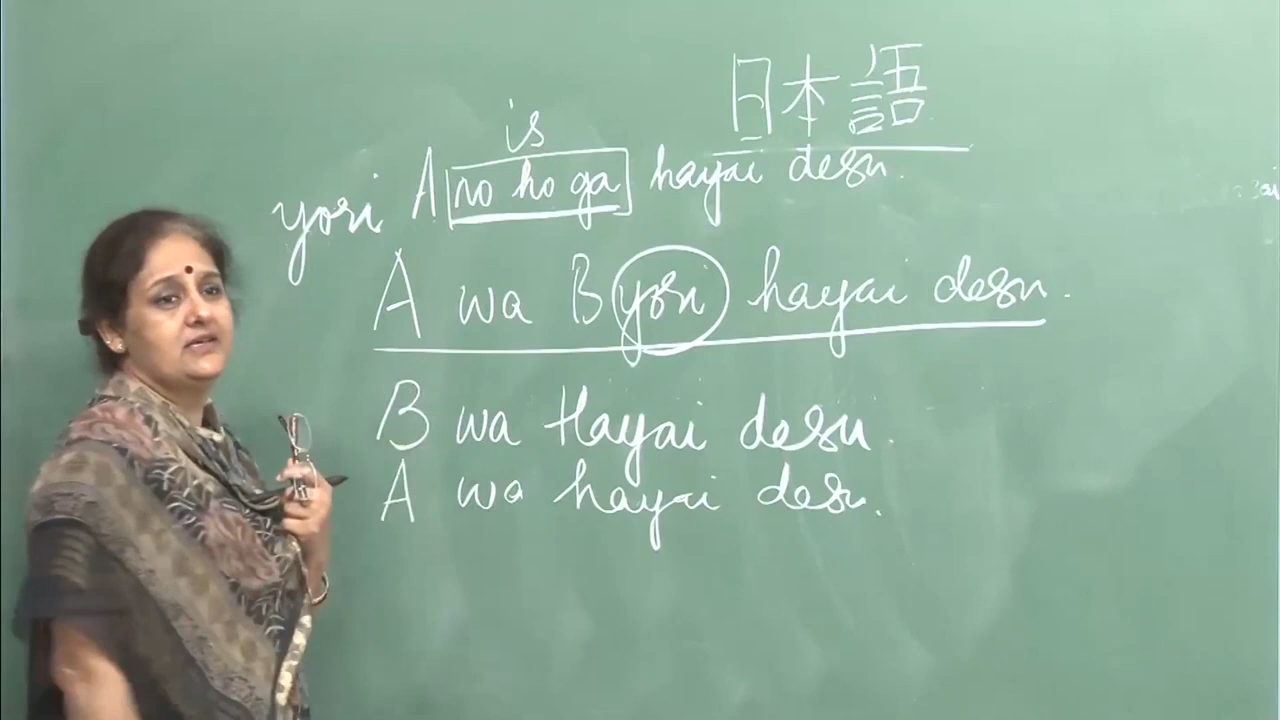 日本語
is
yori A no ho ga hayai desu.
A wa B yori hayai desu.
B wa Hayai desu.
A wa hayai desu.